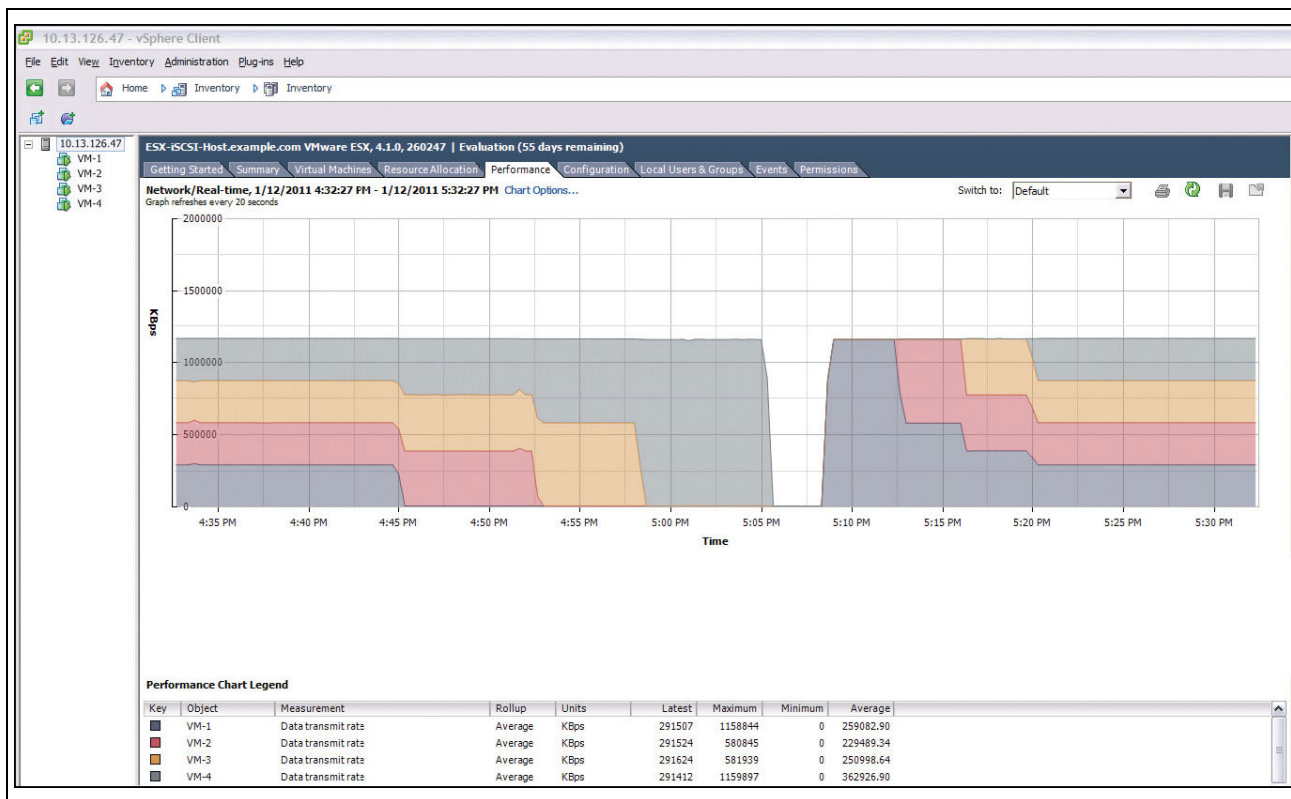 10.13.126.47 - vSphere Client
File Edit View Inventory Administration Plug-ins Help
Home Inventory Inventory
10.13.126.47
VM-1
VM-2
VM-3
VM-4
ESX-iSCSI-Host.example.com VMware ESX, 4.1.0, 260247 | Evaluation (55 days remaining)
Getting Started Summary Virtual Machines Resource Allocation Performance Configuration Local Users & Groups Events Permissions
Network/Real-time, 1/12/2011 4:32:27 PM - 1/12/2011 5:32:27 PM Chart Options... Switch to: Default
Graph refreshes every 20 seconds
2000000
1500000
KBps
1000000
500000
0
4:35 PM 4:40 PM 4:45 PM 4:50 PM 4:55 PM 5:00 PM 5:05 PM 5:10 PM 5:15 PM 5:20 PM 5:25 PM 5:30 PM
Time
Performance Chart Legend
Key Object Measurement Rollup Units Latest Maximum Minimum Average
VM-1 Data transmit rate Average KBps 291507 1158844 0 259082.90
VM-2 Data transmit rate Average KBps 291524 580845 0 229489.34
VM-3 Data transmit rate Average KBps 291624 581939 0 250998.64
VM-4 Data transmit rate Average KBps 291412 1159897 0 362926.90